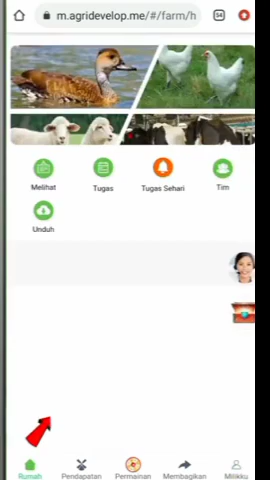 m.agridevelop.me/#/farm/h
54
Melihat
Tugas
Tugas Sehari
Tim
Unduh
Rumah
Pendapatan
Permainan
Membagikan
Milikku